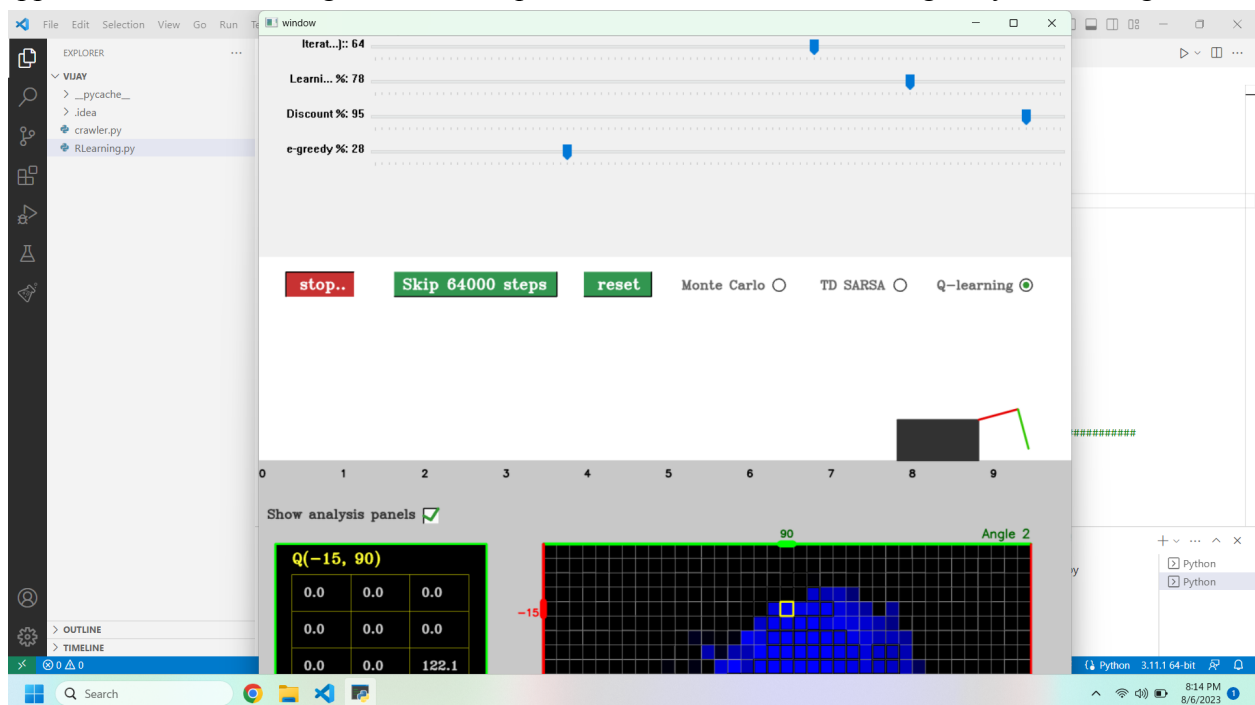 File Edit Selection View Go Run Te
window
EXPLORER
VIJAY
__pycache__
.idea
crawler.py
RLearning.py
Iterat...):: 64
Learni... %: 78
Discount %: 95
e-greedy %: 28
stop..
Skip 64000 steps
reset
Monte Carlo
TD SARSA
Q-learning
###########
0 1 2 3 4 5 6 7 8 9
Show analysis panels
90
Angle 2
Q(-15, 90)
0.0 0.0 0.0
0.0 0.0 0.0
0.0 0.0 122.1
-15
Python
Python
OUTLINE
TIMELINE
0 0
Python 3.11.1 64-bit
Search
8:14 PM
8/6/2023
1